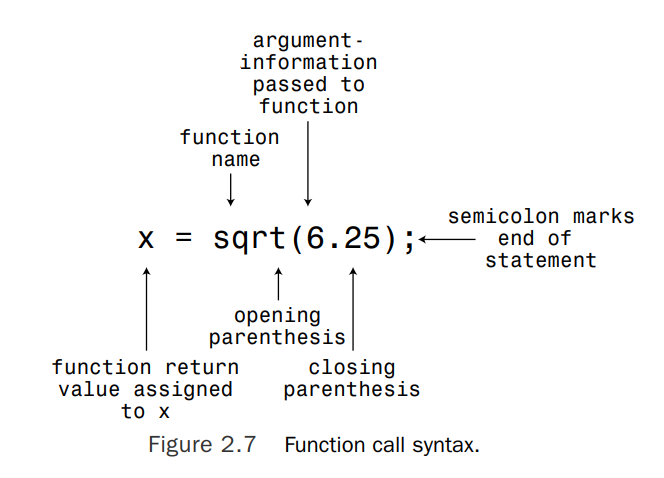 argument-
information
passed to
function
function
name
x = sqrt(6.25);
semicolon marks
end of
statement
opening
parenthesis
function return
value assigned
to x
closing
parenthesis
Figure 2.7 Function call syntax.